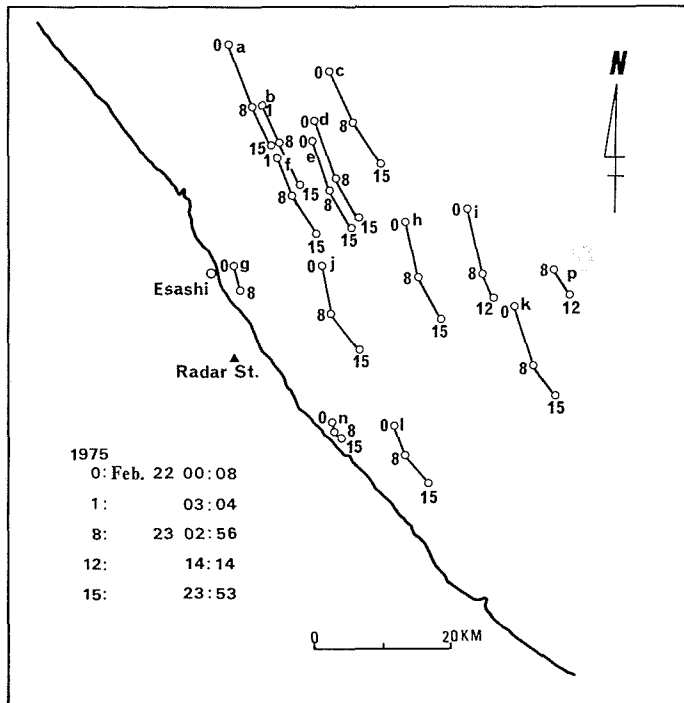 0 a
N
0 c
b
1
8
0 d
8
0
e
8
15
1 f
8
15
8
15
8
15
15
15
0 h
0 i
8
8
8 p
12
12
0 k
15
8
15
0 g
8
Esashi
0 j
8
15
Radar St.
0 n
8
15
0 l
8
15
1975
0: Feb. 22 00:08
1: 03:04
8: 23 02:56
12: 14:14
15: 23:53
0 20KM